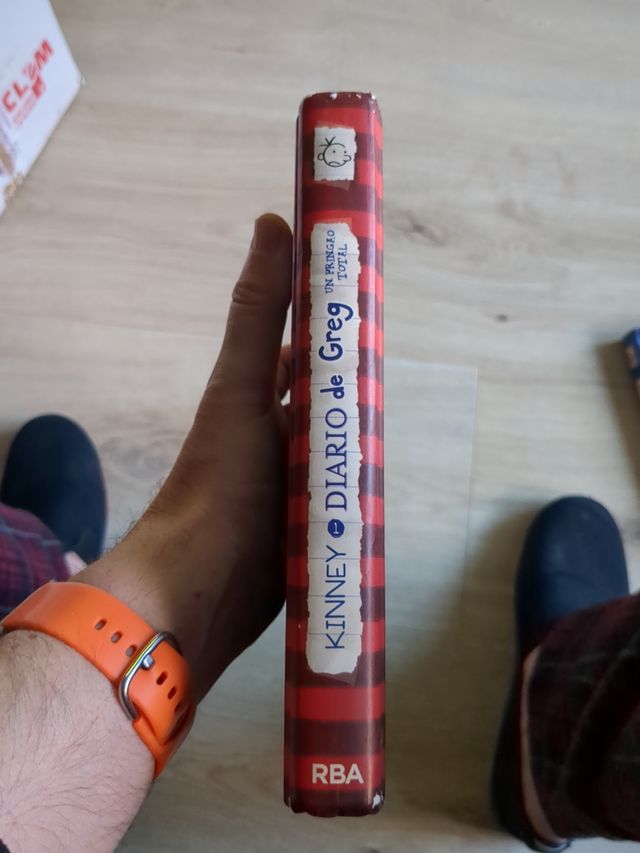 KINNEY 1 DIARIO de Greg
UN PRINGAO
TOTAL
RBA